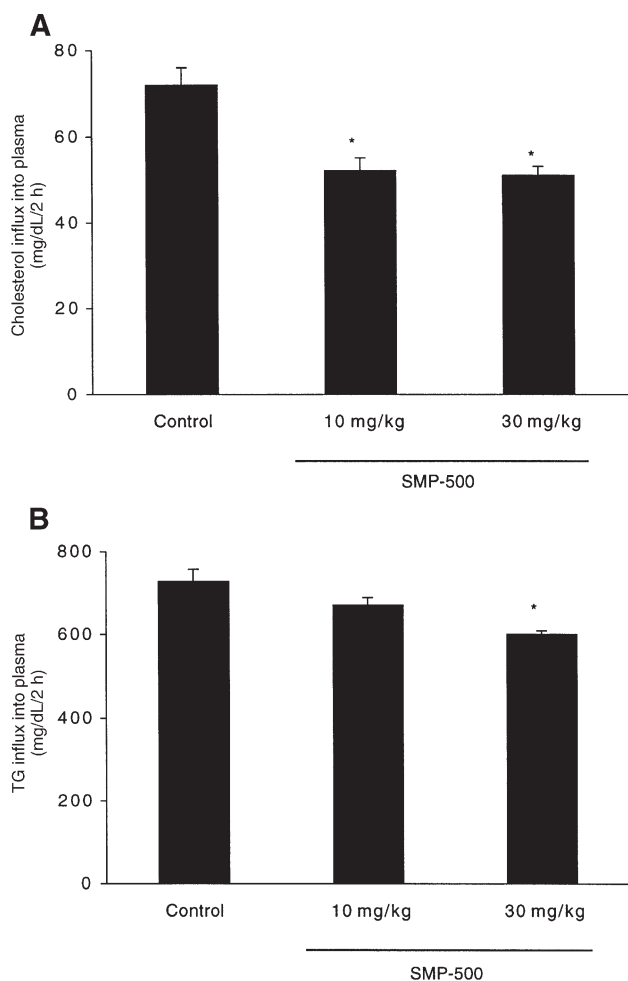 A
Cholesterol influx into plasma
(mg/dL/2 h)
80
60
40
20
0
*
*
Control
10 mg/kg
30 mg/kg
SMP-500
B
TG influx into plasma
(mg/dL/2 h)
800
600
400
200
0
*
Control
10 mg/kg
30 mg/kg
SMP-500